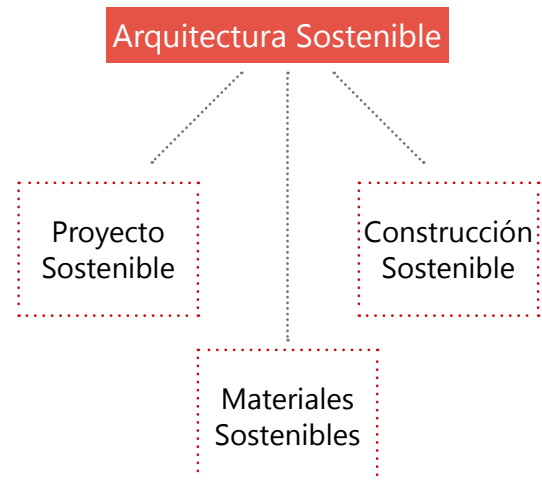 Arquitectura Sostenible
Proyecto
Sostenible
Construcción
Sostenible
Materiales
Sostenibles